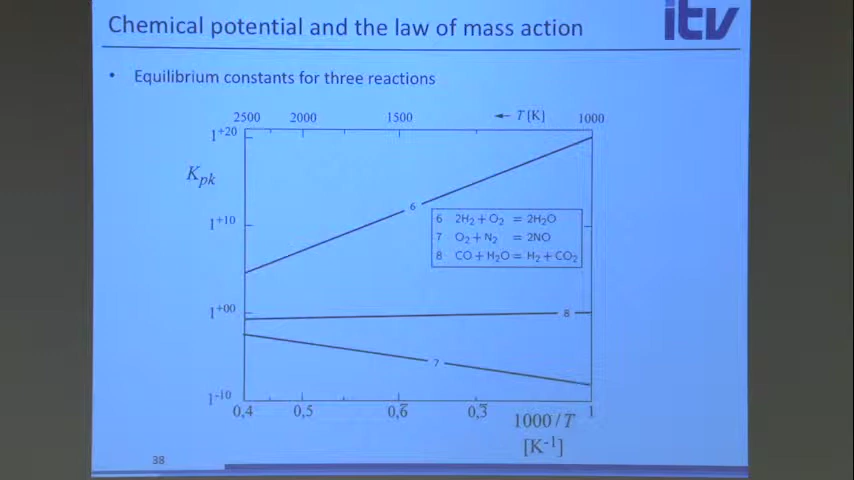 Chemical potential and the law of mass action
itv
• Equilibrium constants for three reactions
2500 2000 1500 ← T [K] 1000
1⁺²⁰
Kₚₖ
6
1⁺¹⁰
6 2H₂ + O₂ = 2H₂O
7 O₂ + N₂ = 2NO
8 CO + H₂O = H₂ + CO₂
1⁺⁰⁰
8
7
1⁻¹⁰
0,4 0,5 0,6̅ 0,3̅ 1000 / T 1
[K⁻¹]
38